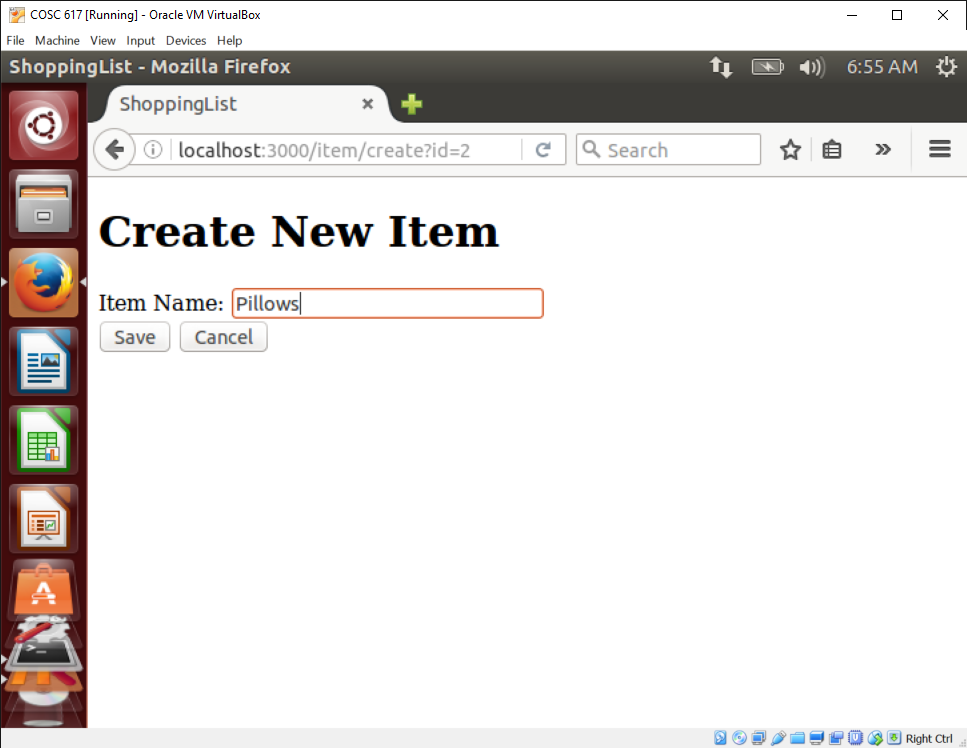 COSC 617 [Running] - Oracle VM VirtualBox
File Machine View Input Devices Help
ShoppingList - Mozilla Firefox 6:55 AM
ShoppingList
localhost:3000/item/create?id=2 Search
Create New Item
Item Name: Pillows
Save Cancel
Right Ctrl